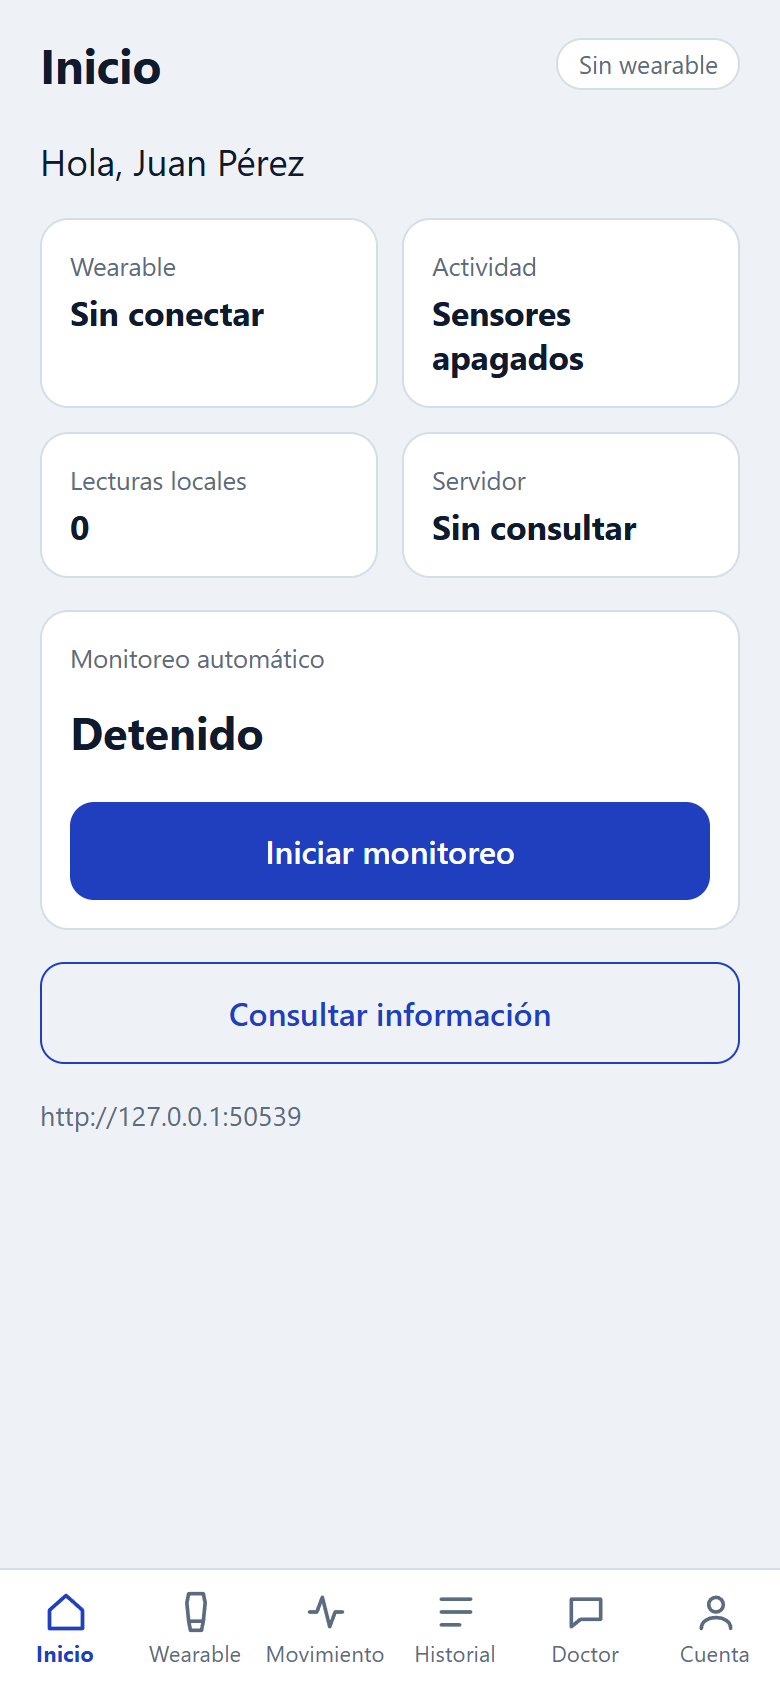 Inicio
Sin wearable
Hola, Juan Pérez
Wearable
Sin conectar
Actividad
Sensores
apagados
Lecturas locales
0
Servidor
Sin consultar
Monitoreo automático
Detenido
Iniciar monitoreo
Consultar información
http://127.0.0.1:50539
Inicio
Wearable
Movimiento
Historial
Doctor
Cuenta